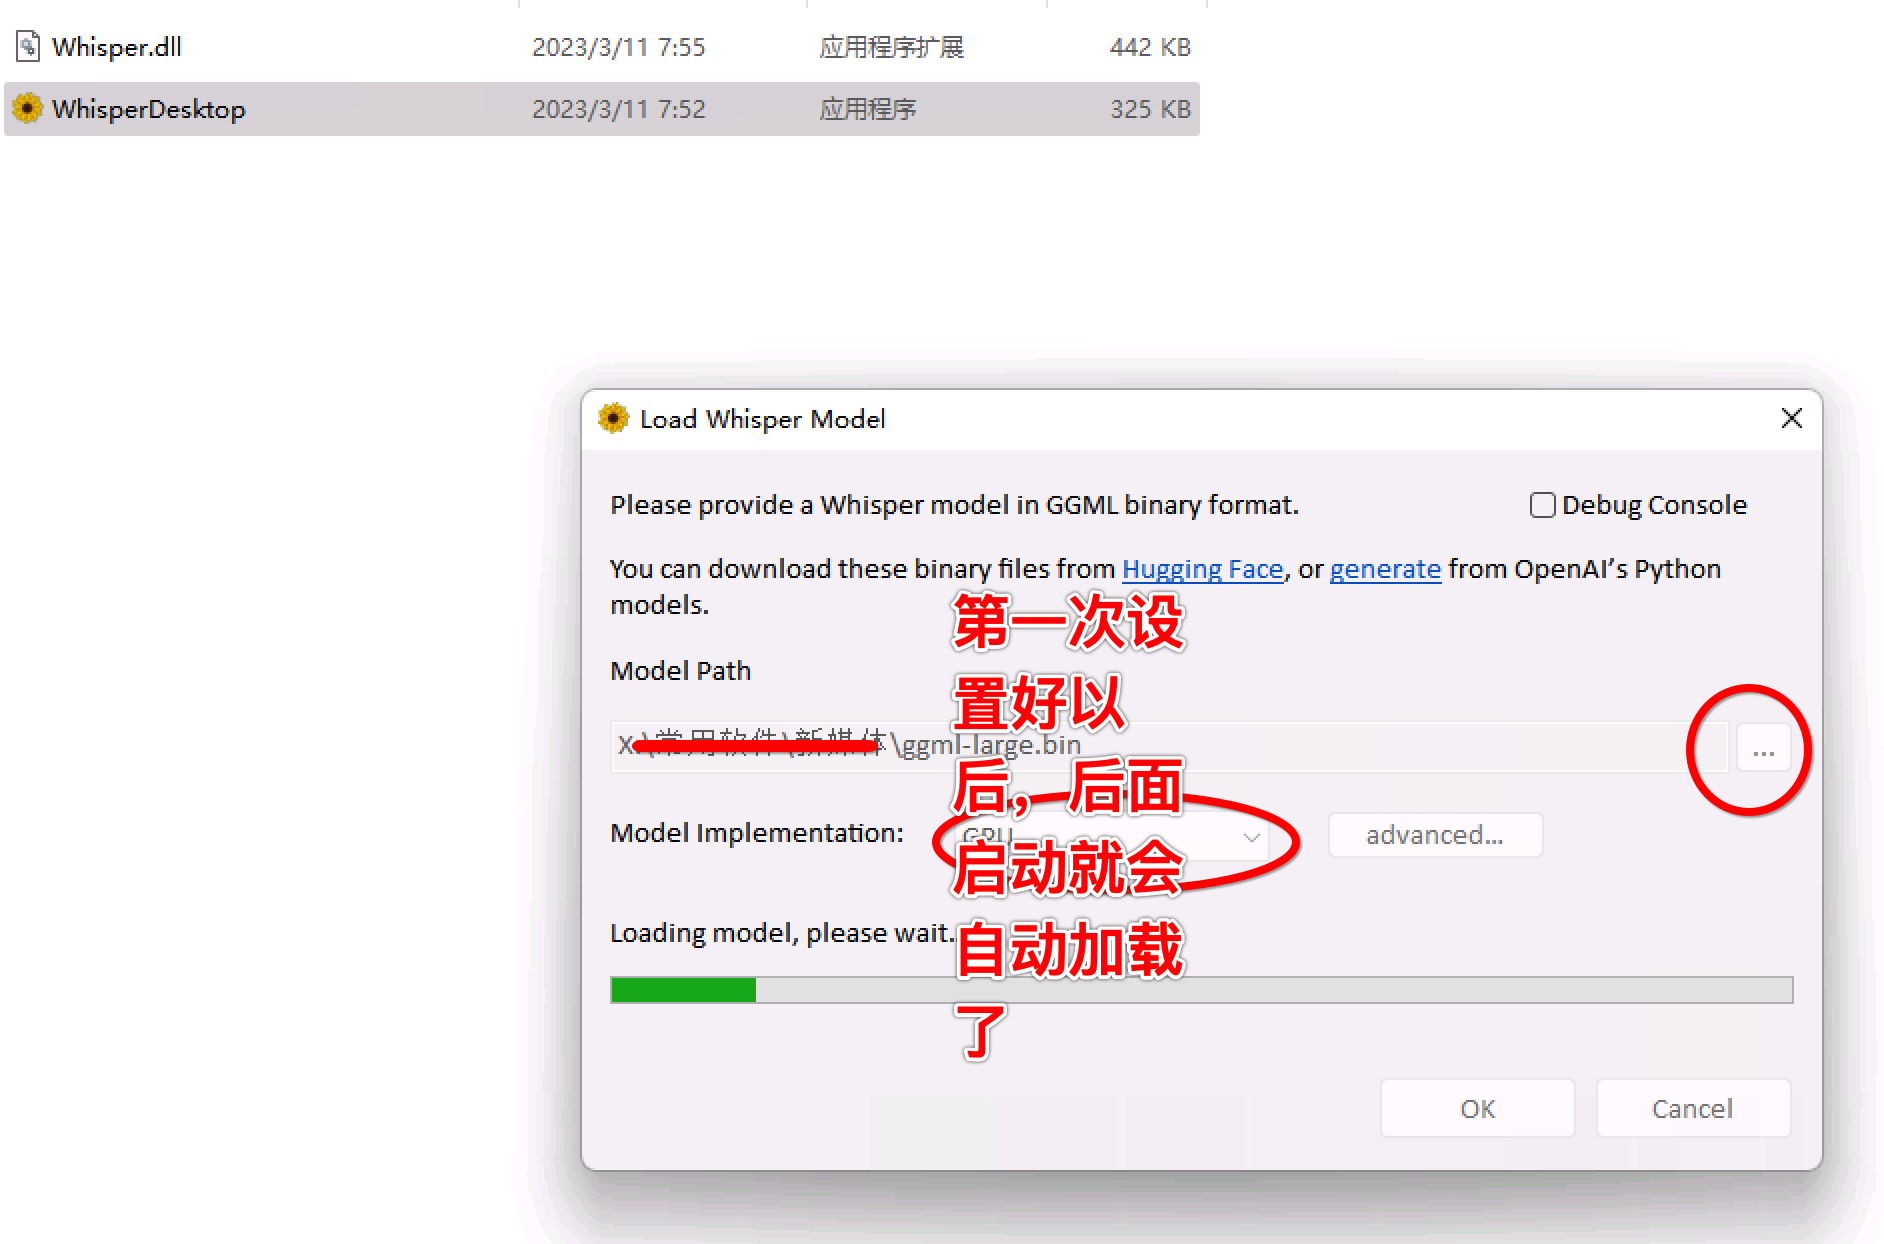 Whisper.dll 2023/3/11 7:55 应用程序扩展 442 KB
WhisperDesktop 2023/3/11 7:52 应用程序 325 KB
Load Whisper Model
Please provide a Whisper model in GGML binary format.
Debug Console
You can download these binary files from Hugging Face, or generate from OpenAI's Python
models.
Model Path
X:\常用软件\新媒体\ggml-large.bin
...
Model Implementation:
GPU
advanced...
Loading model, please wait..
第一次设
置好以
后，后面
启动就会
自动加载
了
OK
Cancel